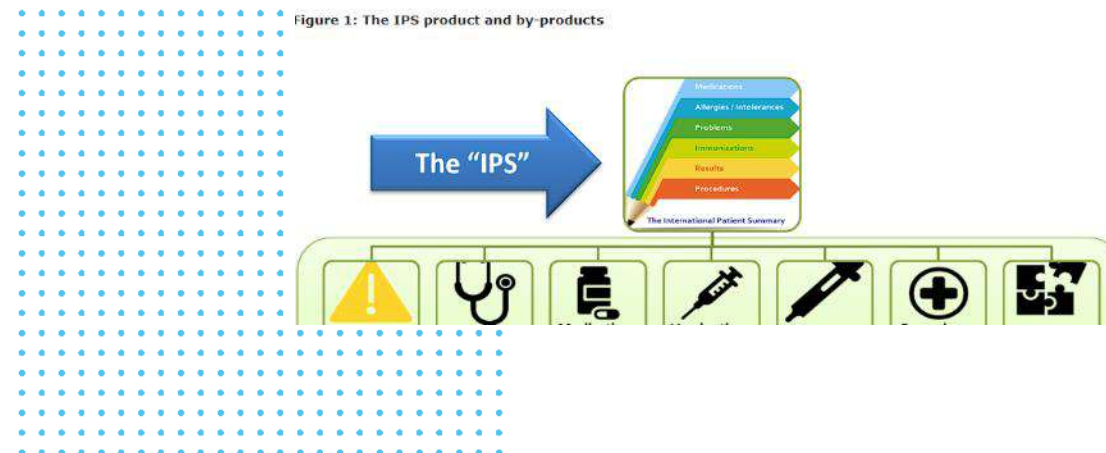 Figure 1: The IPS product and by-products
Medications
Allergies / Intolerances
Problems
The "IPS"
Immunizations
Results
Procedures
The International Patient Summary